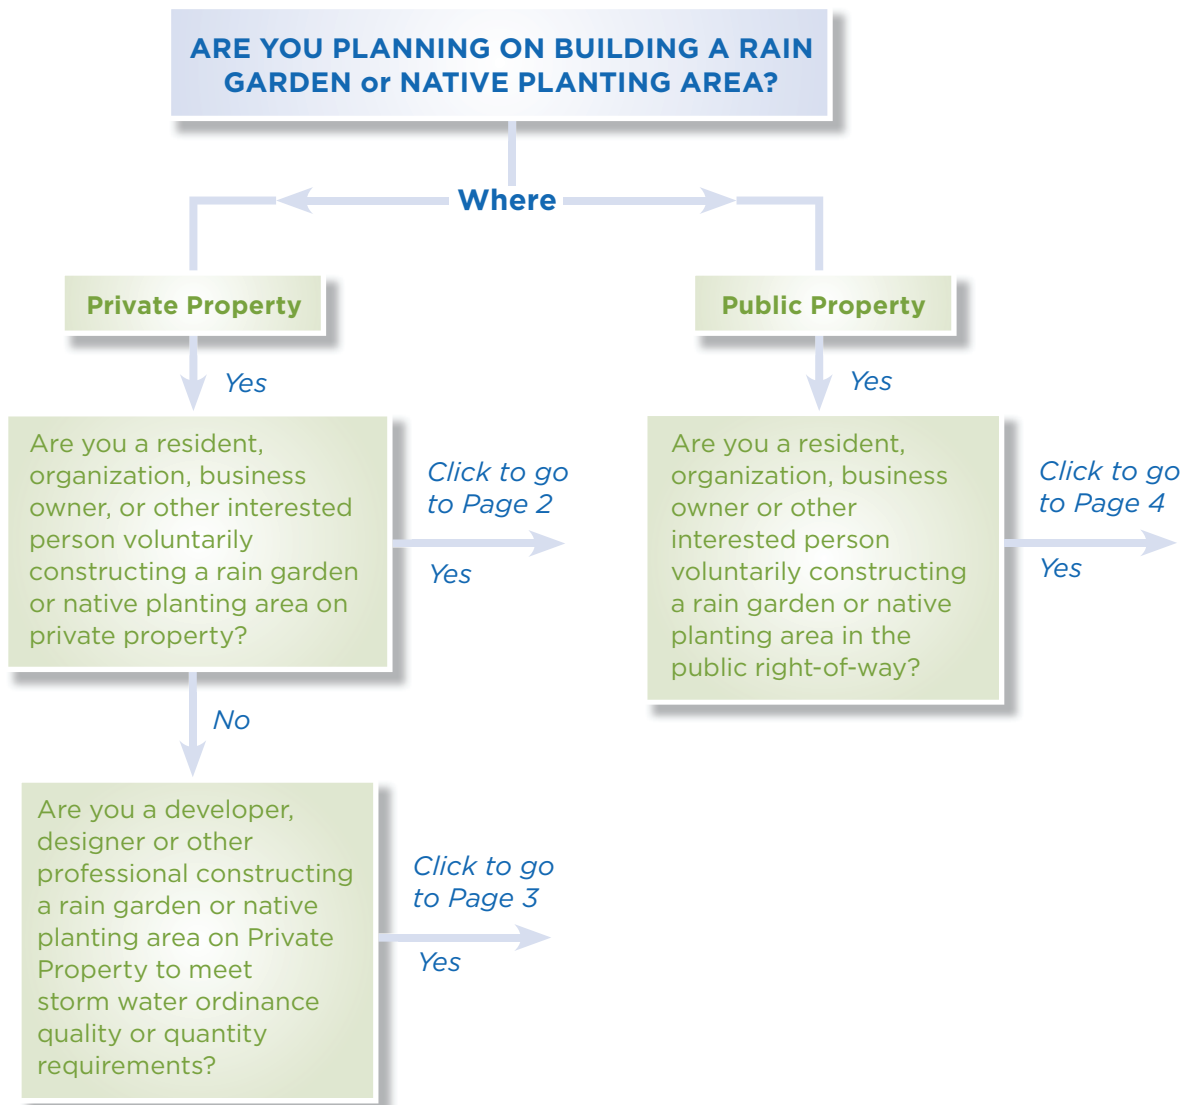 ARE YOU PLANNING ON BUILDING A RAIN
GARDEN or NATIVE PLANTING AREA?
Where
Private Property
Yes
Are you a resident,
organization, business
owner, or other interested
person voluntarily
constructing a rain garden
or native planting area on
private property?
Click to go
to Page 2
Yes
No
Are you a developer,
designer or other
professional constructing
a rain garden or native
planting area on Private
Property to meet
storm water ordinance
quality or quantity
requirements?
Click to go
to Page 3
Yes
Public Property
Yes
Are you a resident,
organization, business
owner or other
interested person
voluntarily constructing
a rain garden or native
planting area in the
public right-of-way?
Click to go
to Page 4
Yes